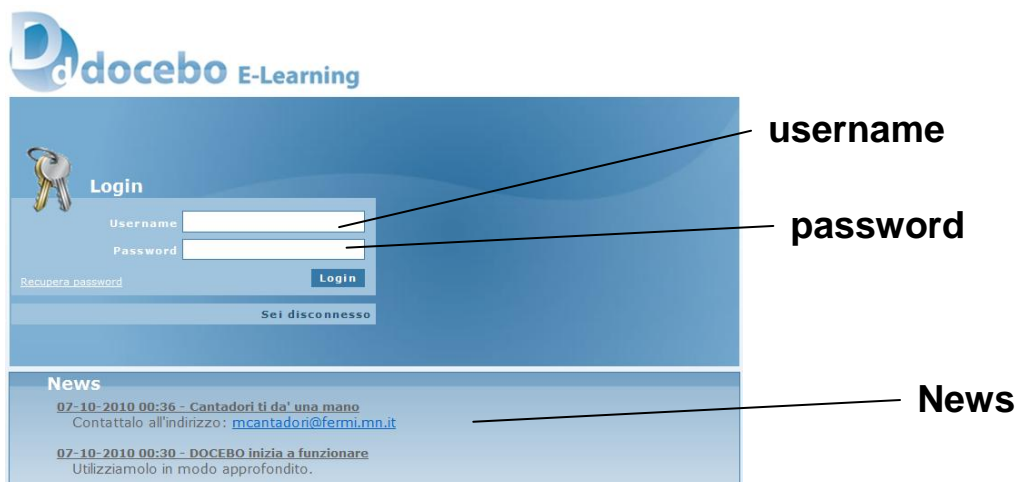 Dd docebo E-Learning
username
Login
Username
password
Password
Recupera password
Login
Sei disconnesso
News
News
07-10-2010 00:36 - Cantadori ti da' una mano
Contattalo all'indirizzo: mcantadori@fermi.mn.it
07-10-2010 00:30 - DOCEBO inizia a funzionare
Utilizziamolo in modo approfondito.